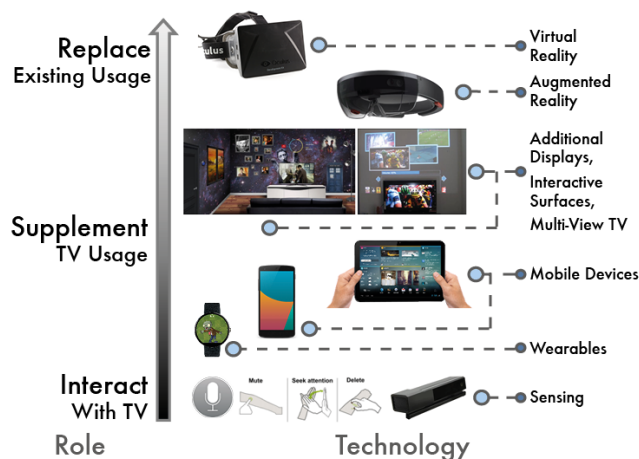 Replace
Existing Usage
Virtual
Reality
Augmented
Reality
Additional
Displays,
Interactive
Surfaces,
Multi-View TV
Supplement
TV Usage
Mobile Devices
Wearables
Interact
With TV
Mute
Seek attention
Delete
Sensing
Role
Technology